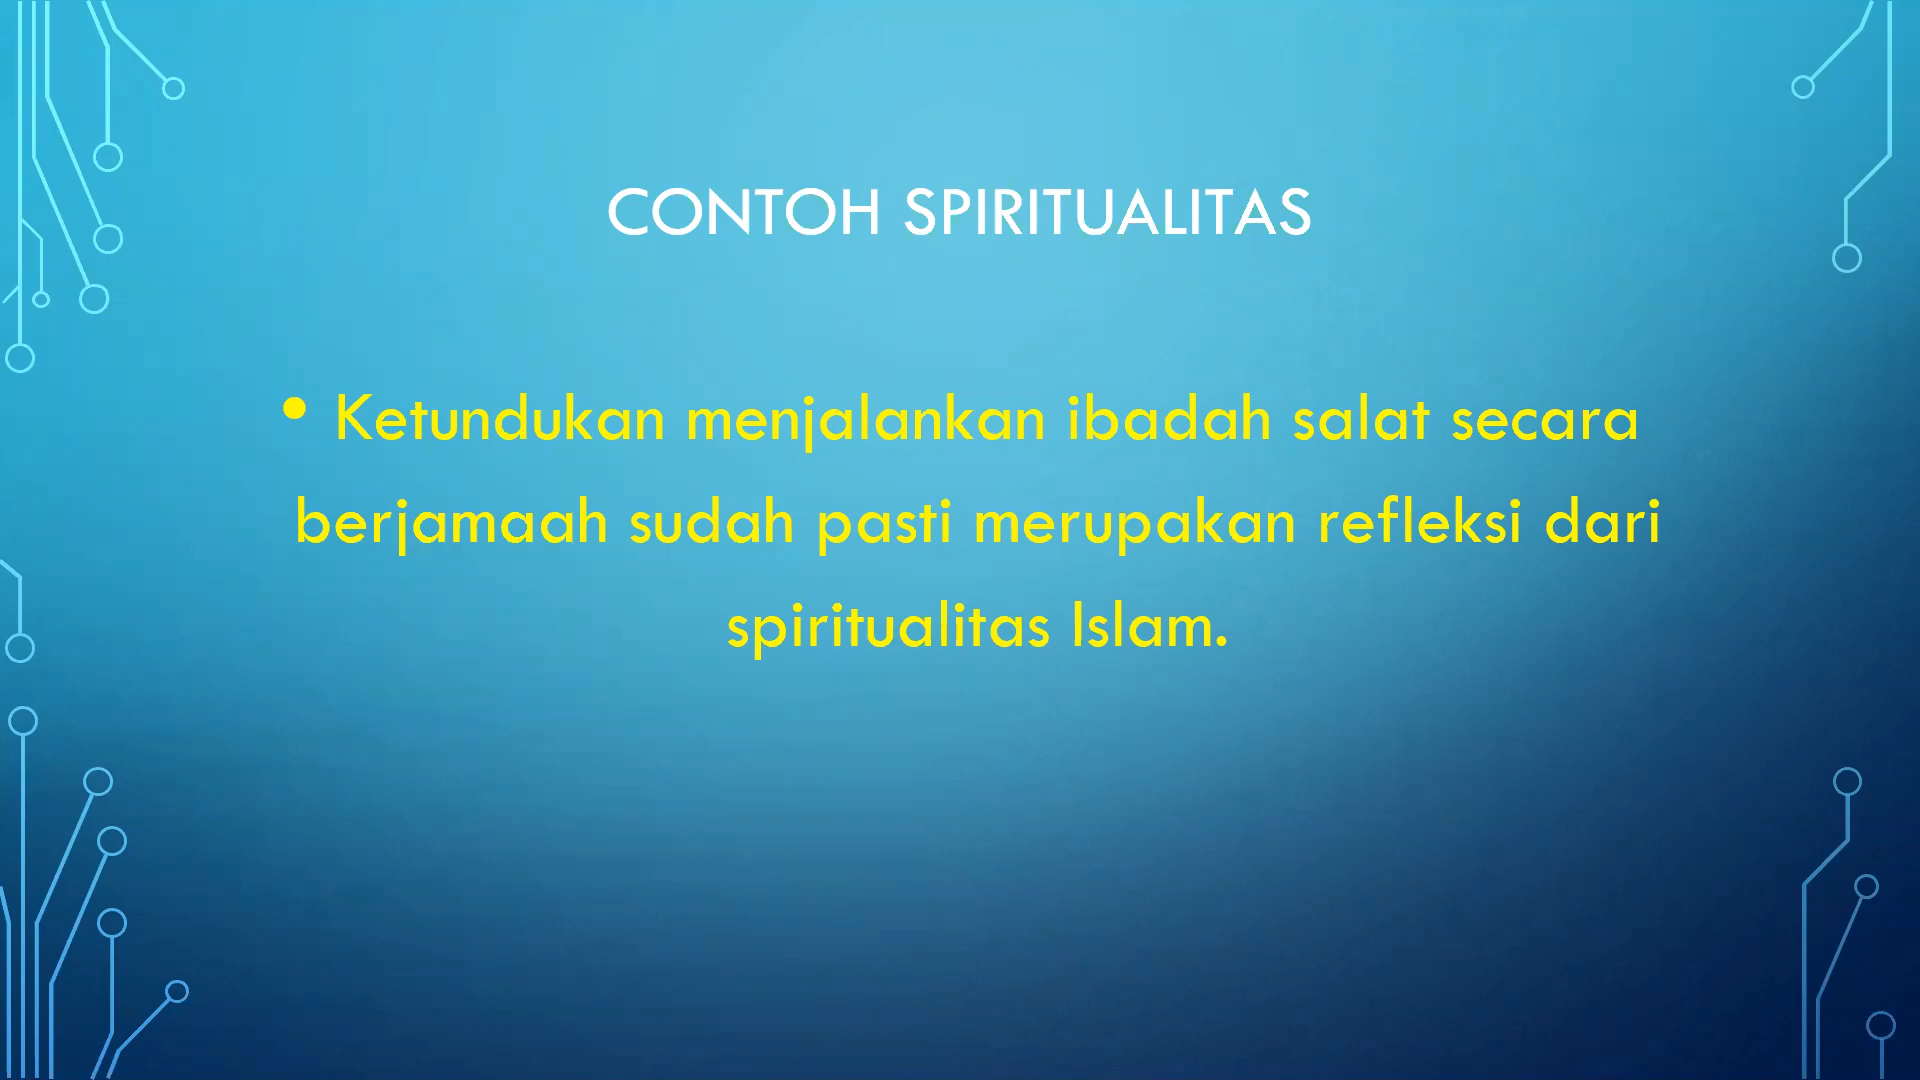 CONTOH SPIRITUALITAS
• Ketundukan menjalankan ibadah salat secara
berjamaah sudah pasti merupakan refleksi dari
spiritualitas Islam.